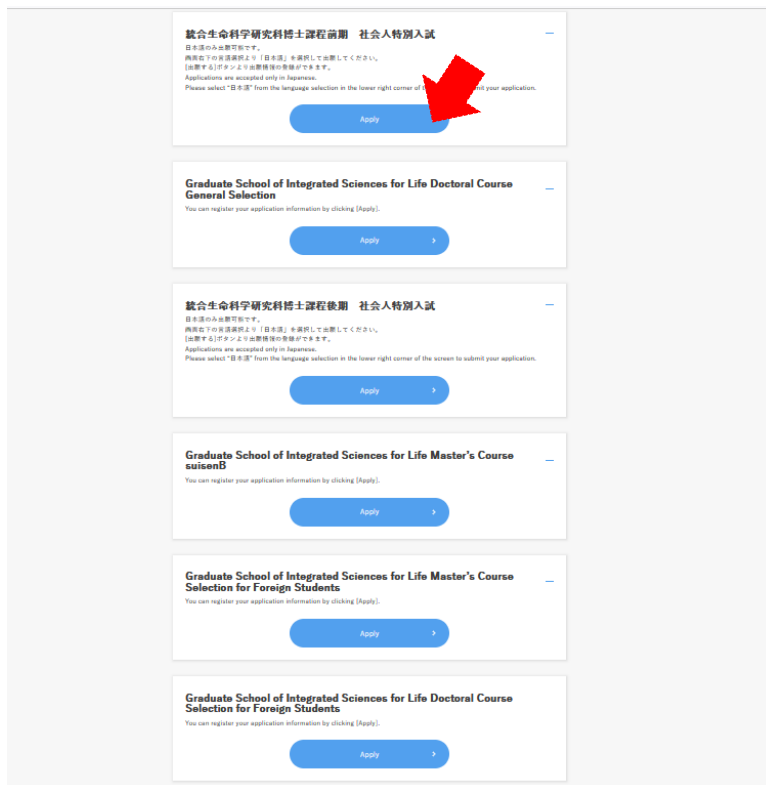 統合生命科学研究科博士課程前期 社会人特別入試
日本語のみ出願可能です。
画面右下の言語選択より「日本語」を選択して出願してください。
[出願する]ボタンより出願情報の登録ができます。
Applications are accepted only in Japanese.
Please select "日本語" from the language selection in the lower right corner of submit your application.
Apply
Graduate School of Integrated Sciences for Life Doctoral Course
General Selection
You can register your application information by clicking [Apply].
Apply
統合生命科学研究科博士課程後期 社会人特別入試
日本語のみ出願可能です。
画面右下の言語選択より「日本語」を選択して出願してください。
[出願する]ボタンより出願情報の登録ができます。
Applications are accepted only in Japanese.
Please select "日本語" from the language selection in the lower right corner of the screen to submit your application.
Apply
Graduate School of Integrated Sciences for Life Master's Course
suisenB
You can register your application information by clicking [Apply].
Apply
Graduate School of Integrated Sciences for Life Master's Course
Selection for Foreign Students
You can register your application information by clicking [Apply].
Apply
Graduate School of Integrated Sciences for Life Doctoral Course
Selection for Foreign Students
You can register your application information by clicking [Apply].
Apply